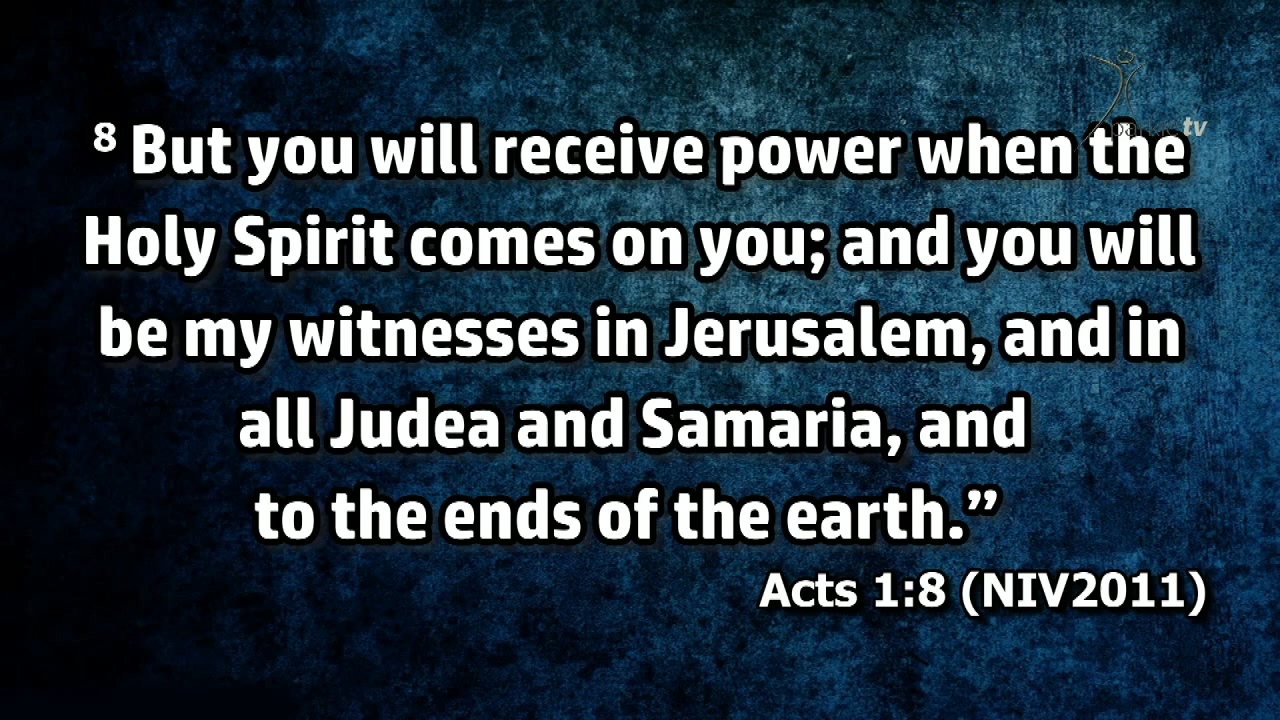 tv
⁸ But you will receive power when the
Holy Spirit comes on you; and you will
be my witnesses in Jerusalem, and in
all Judea and Samaria, and
to the ends of the earth.”
Acts 1:8 (NIV2011)